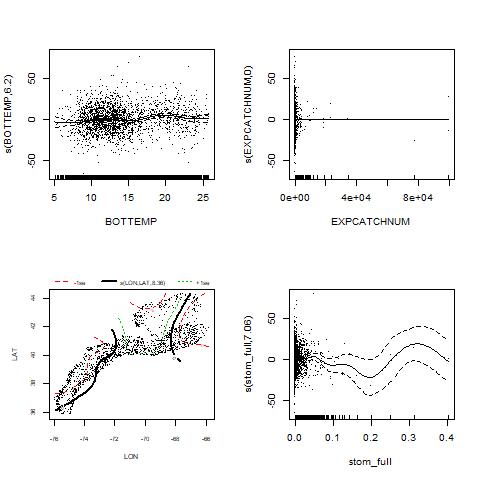 s(BOTTEMP,6.2)
50
0
-50
5 10 15 20 25
BOTTEMP
s(EXPCATCHNUM,0)
50
0
-50
0e+00 4e+04 8e+04
EXPCATCHNUM
-1se s(LON,LAT,8.36) +1se
LAT
44
42
40
38
36
-76 -74 -72 -70 -68 -66
LON
s(stom_full,7.06)
50
0
-50
0.0 0.1 0.2 0.3 0.4
stom_full